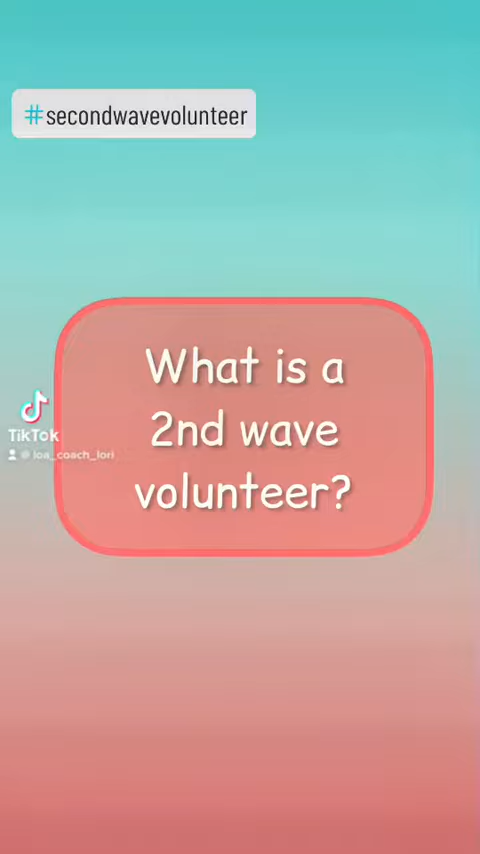 #secondwavevolunteer
What is a
2nd wave
volunteer?
TikTok
@loa_coach_lori